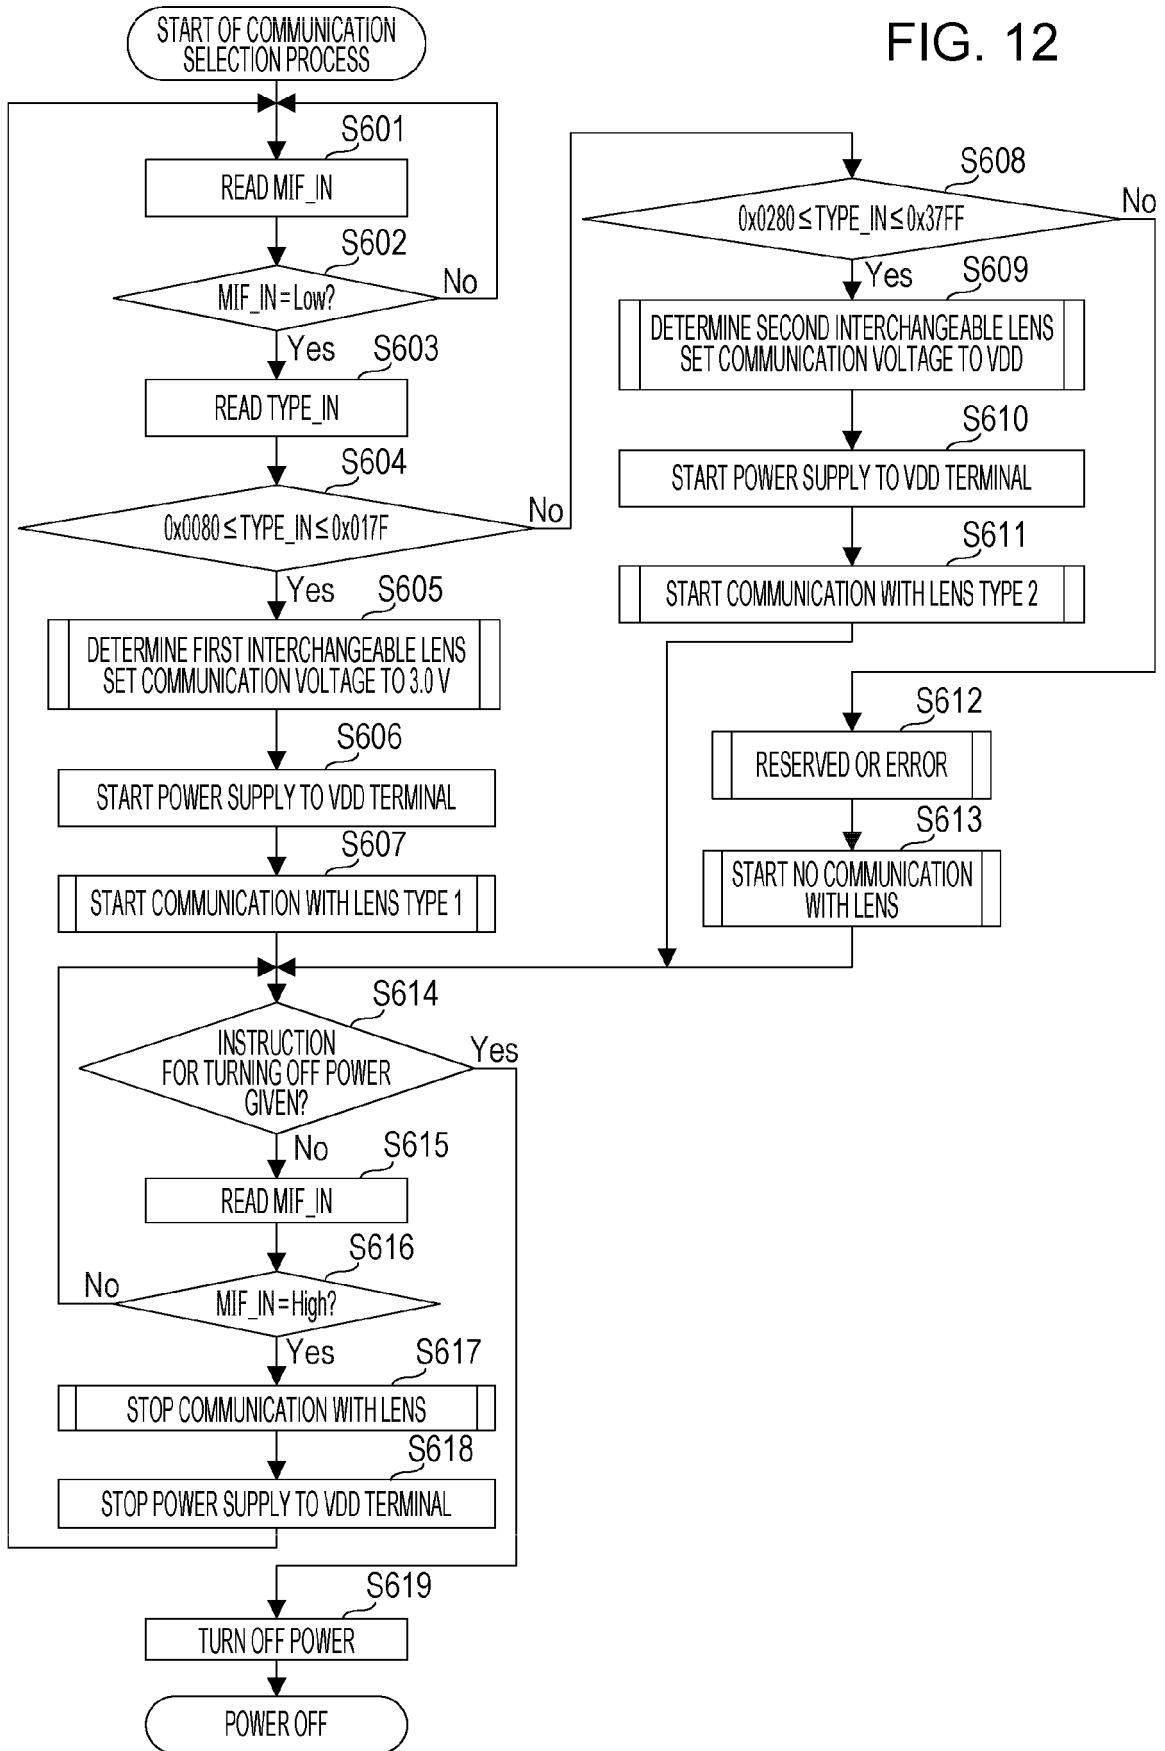 FIG. 12
START OF COMMUNICATION
SELECTION PROCESS
S601
READ MIF_IN
S602
MIF_IN = Low?
No
Yes
S603
READ TYPE_IN
S604
0x0080 ≤ TYPE_IN ≤ 0x017F
No
Yes
S605
DETERMINE FIRST INTERCHANGEABLE LENS
SET COMMUNICATION VOLTAGE TO 3.0 V
S606
START POWER SUPPLY TO VDD TERMINAL
S607
START COMMUNICATION WITH LENS TYPE 1
S608
0x0280 ≤ TYPE_IN ≤ 0x37FF
No
Yes
S609
DETERMINE SECOND INTERCHANGEABLE LENS
SET COMMUNICATION VOLTAGE TO VDD
S610
START POWER SUPPLY TO VDD TERMINAL
S611
START COMMUNICATION WITH LENS TYPE 2
S612
RESERVED OR ERROR
S613
START NO COMMUNICATION
WITH LENS
S614
INSTRUCTION
FOR TURNING OFF POWER
GIVEN?
Yes
No
S615
READ MIF_IN
S616
MIF_IN = High?
No
Yes
S617
STOP COMMUNICATION WITH LENS
S618
STOP POWER SUPPLY TO VDD TERMINAL
S619
TURN OFF POWER
POWER OFF